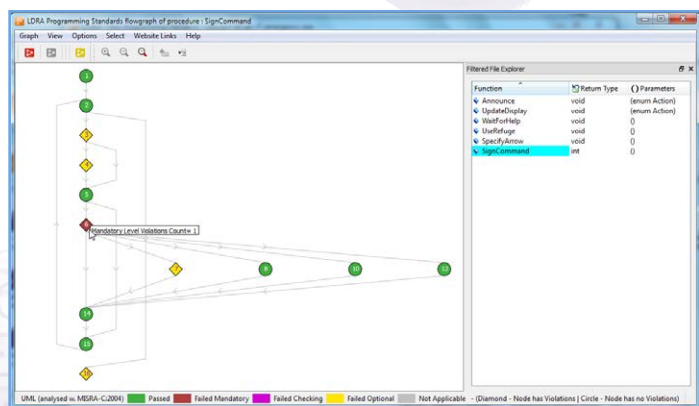 LDRA Programming Standards flowgraph of procedure : SignCommand
Graph View Options Select Website Links Help
Filtered File Explorer
Function Return Type () Parameters
Announce void (enum Action)
UpdateDisplay void (enum Action)
WaitForHelp void ()
UseRefuge void ()
SpecifyArrow void ()
SignCommand int ()
1
2
3
4
5
6
Mandatory Level Violations Count= 1
7 8 10 12
14
15
16
UML (analysed w. MISRA-C:2004) Passed Failed Mandatory Failed Checking Failed Optional Not Applicable - (Diamond - Node has Violations | Circle - Node has no Violations)